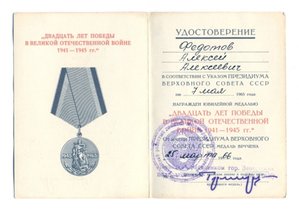 „ДВАДЦАТЬ ЛЕТ ПОБЕДЫ
В ВЕЛИКОЙ ОТЕЧЕСТВЕННОЙ ВОЙНЕ
1941—1945 гг."
УДОСТОВЕРЕНИЕ
Федотов
Алексей
Алексеевич
В СООТВЕТСТВИИ С УКАЗОМ ПРЕЗИДИУМА
ВЕРХОВНОГО СОВЕТА СССР
от 7 мая 1965 года
НАГРАЖДЕН ЮБИЛЕЙНОЙ МЕДАЛЬЮ
„ДВАДЦАТЬ ЛЕТ ПОБЕДЫ
В ВЕЛИКОЙ ОТЕЧЕСТВЕННОЙ
ВОЙНЕ 1941—1945 гг."
ОТ ИМЕНИ ПРЕЗИДИУМА ВЕРХОВНОГО
СОВЕТА СССР МЕДАЛЬ ВРУЧЕНА
25 марта 66 г.